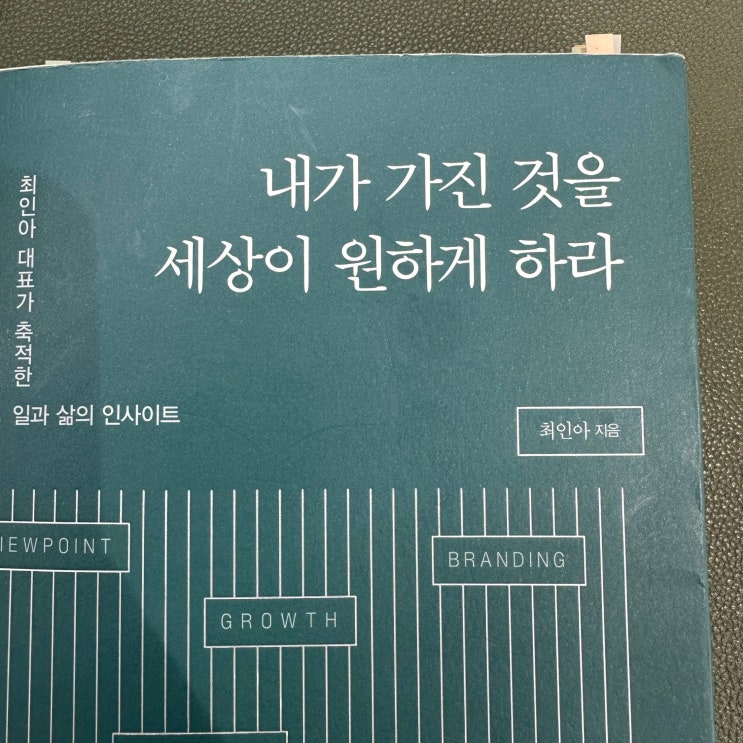 내가 가진 것을
세상이 원하게 하라
최인아 대표가 축적한
일과 삶의 인사이트
최인아 지음
IEWPOINT
BRANDING
GROWTH